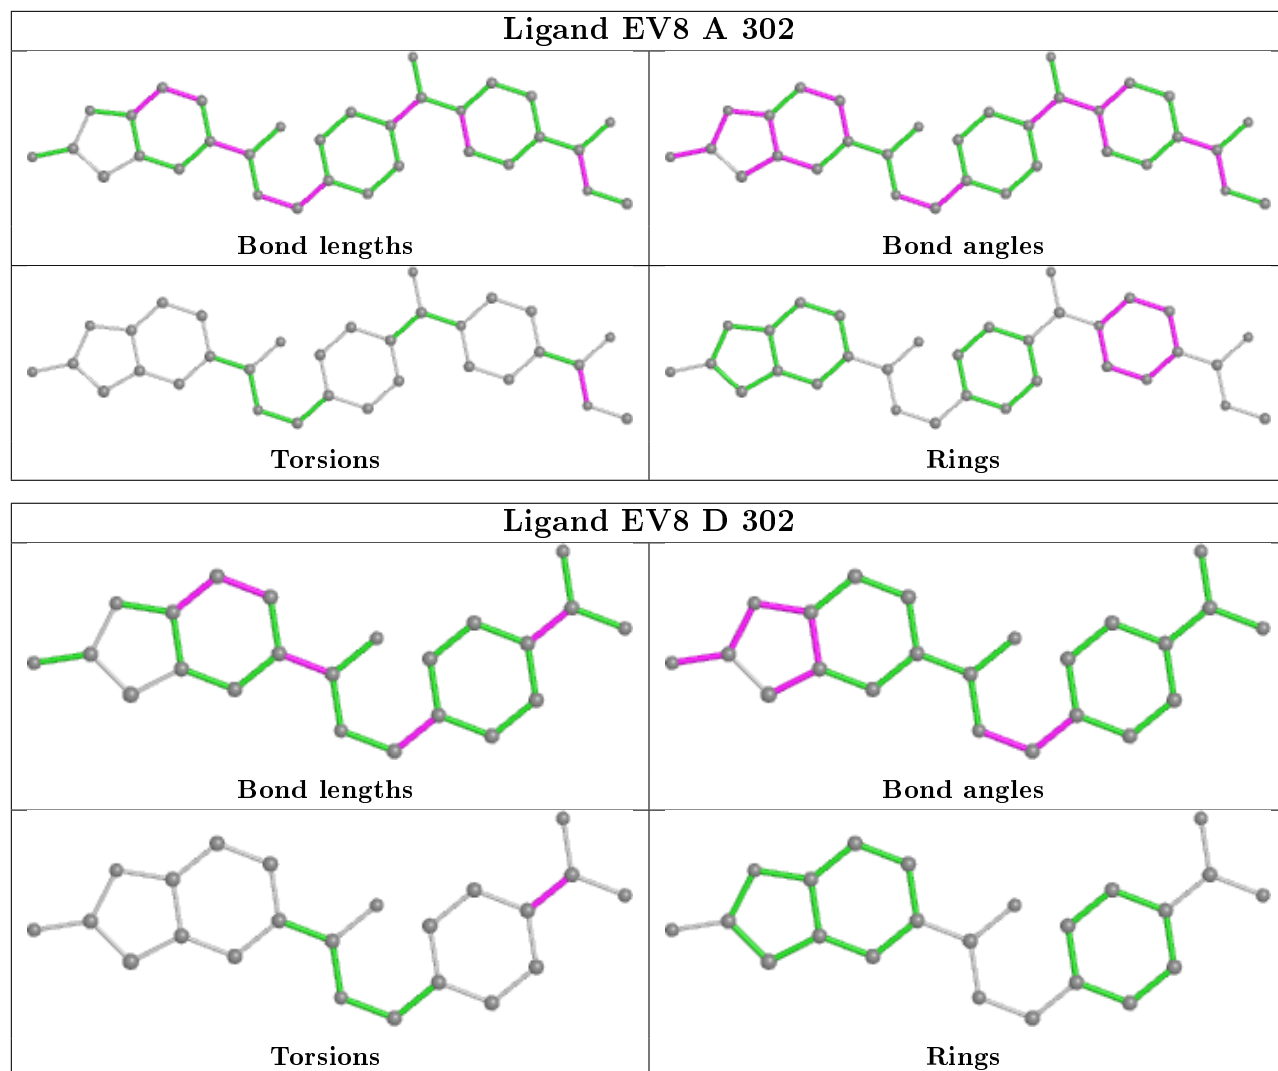 Ligand EV8 A 302
Bond lengths
Bond angles
Torsions
Rings
Ligand EV8 D 302
Bond lengths
Bond angles
Torsions
Rings